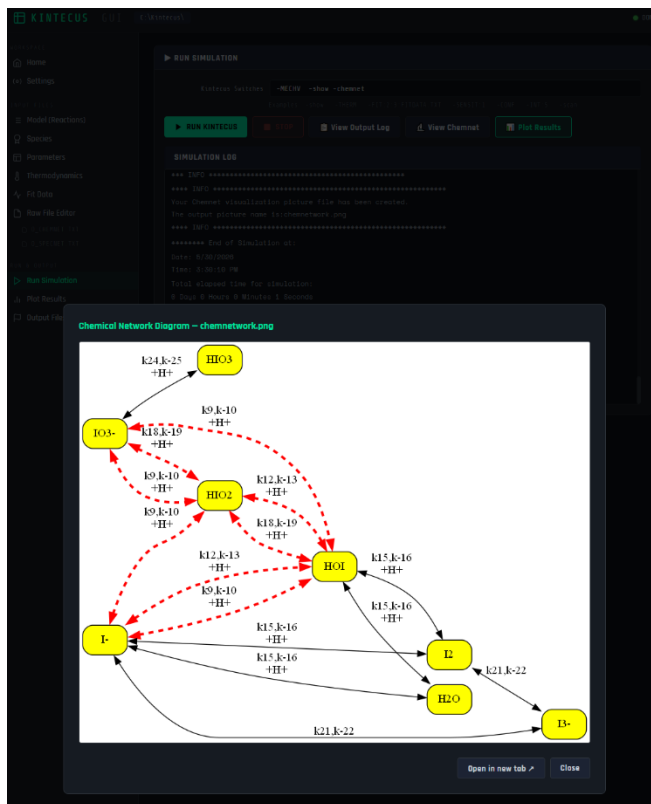 KINTECUS
Home
Settings
Model (Reactions)
Species
Parameters
Thermodynamics
Fit Data
Raw File Editor
Run Simulation
Plot Results
Output File
▶ RUN SIMULATION
Kintecus Switches
-show -chemnet
▶ RUN KINTECUS
View Output Log
View Chemnet
Plot Results
SIMULATION LOG
*** INFO
**** INFO
Your Chemnet visualization picture file has been created.
The output picture name is:chemnetwork.png
**** INFO
******** End of Simulation at:
Total elapsed time for simulation:
0 Days 0 Hours 0 Minutes 1 Seconds
Chemical Network Diagram — chemnetwork.png
k24,k-25
+H+
HIO3
k9,k-10
+H+
IO3-
k18,k-19
+H+
k9,k-10
+H+
HIO2
k12,k-13
+H+
k9,k-10
+H+
k18,k-19
+H+
k12,k-13
+H+
HOI
k15,k-16
+H+
k9,k-10
+H+
k15,k-16
+H+
k15,k-16
+H+
I-
I2
k15,k-16
+H+
k21,k-22
H2O
I3-
k21,k-22
Open in new tab ↗
Close